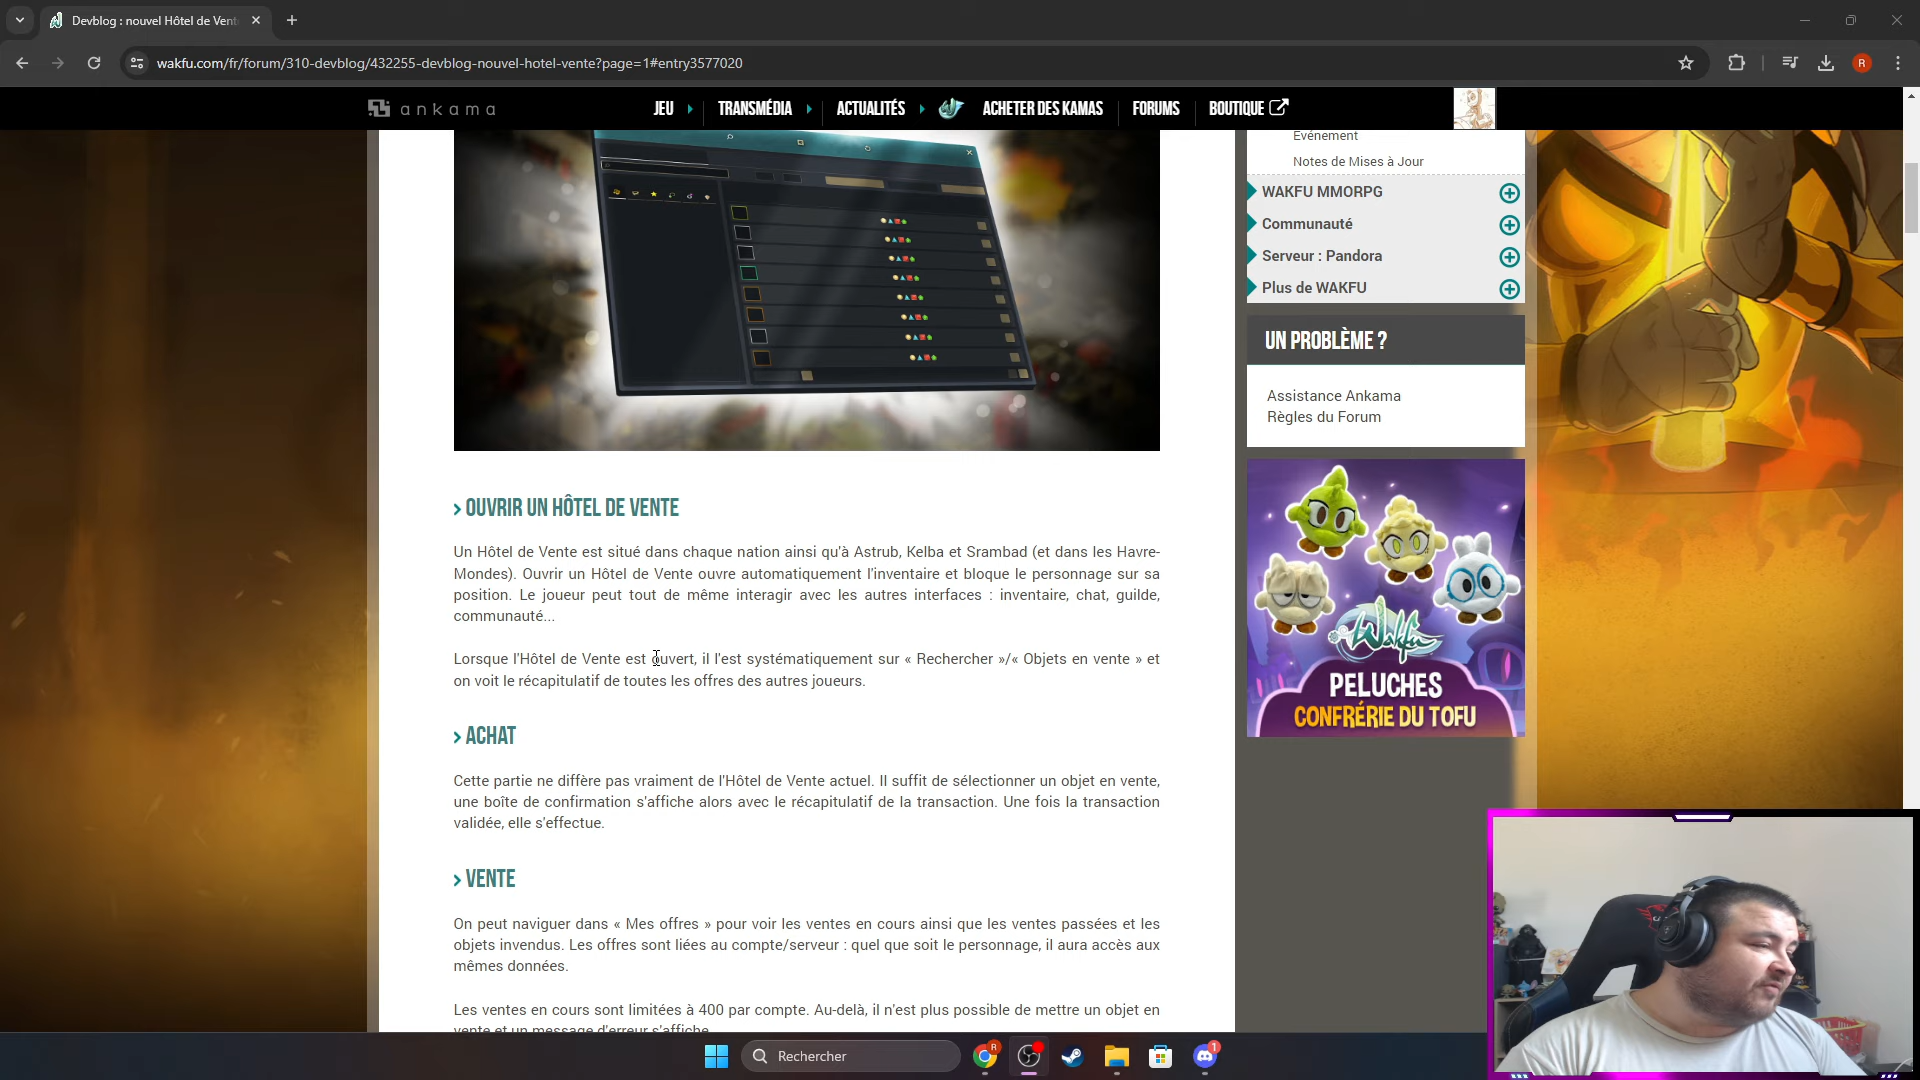 Devblog : nouvel Hôtel de Vent
wakfu.com/fr/forum/310-devblog/432255-devblog-nouvel-hotel-vente?page=1#entry3577020
R
ankama
JEU
TRANSMÉDIA
ACTUALITÉS
ACHETER DES KAMAS
FORUMS
BOUTIQUE
Evénement
Notes de Mises à Jour
WAKFU MMORPG
Communauté
Serveur : Pandora
Plus de WAKFU
UN PROBLÈME ?
Assistance Ankama
Règles du Forum
Wakfu
PELUCHES
CONFRÉRIE DU TOFU
> OUVRIR UN HÔTEL DE VENTE
Un Hôtel de Vente est situé dans chaque nation ainsi qu'à Astrub, Kelba et Srambad (et dans les Havre-
Mondes). Ouvrir un Hôtel de Vente ouvre automatiquement l'inventaire et bloque le personnage sur sa
position. Le joueur peut tout de même interagir avec les autres interfaces : inventaire, chat, guilde,
communauté...
Lorsque l'Hôtel de Vente est ouvert, il l'est systématiquement sur « Rechercher »/« Objets en vente » et
on voit le récapitulatif de toutes les offres des autres joueurs.
> ACHAT
Cette partie ne diffère pas vraiment de l'Hôtel de Vente actuel. Il suffit de sélectionner un objet en vente,
une boîte de confirmation s'affiche alors avec le récapitulatif de la transaction. Une fois la transaction
validée, elle s'effectue.
> VENTE
On peut naviguer dans « Mes offres » pour voir les ventes en cours ainsi que les ventes passées et les
objets invendus. Les offres sont liées au compte/serveur : quel que soit le personnage, il aura accès aux
mêmes données.
Les ventes en cours sont limitées à 400 par compte. Au-delà, il n'est plus possible de mettre un objet en
vente et un message d'erreur s'affiche.
Rechercher
R
1